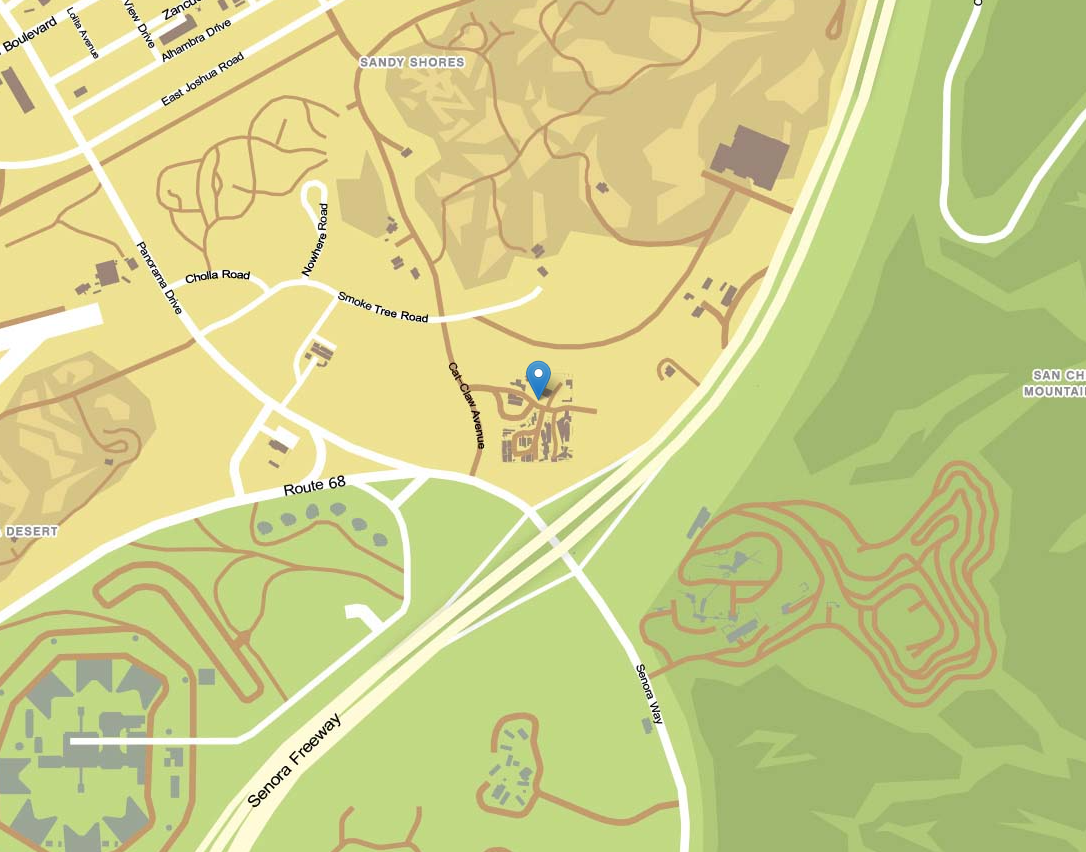 Boulevard
Lolita Avenue
View Drive
Zancu
Alhambra Drive
East Joshua Road
SANDY SHORES
Panorama Drive
Cholla Road
Nowhere Road
Smoke Tree Road
Cat-Claw Avenue
SAN CH
MOUNTAI
Route 68
DESERT
Senora Way
Senora Freeway